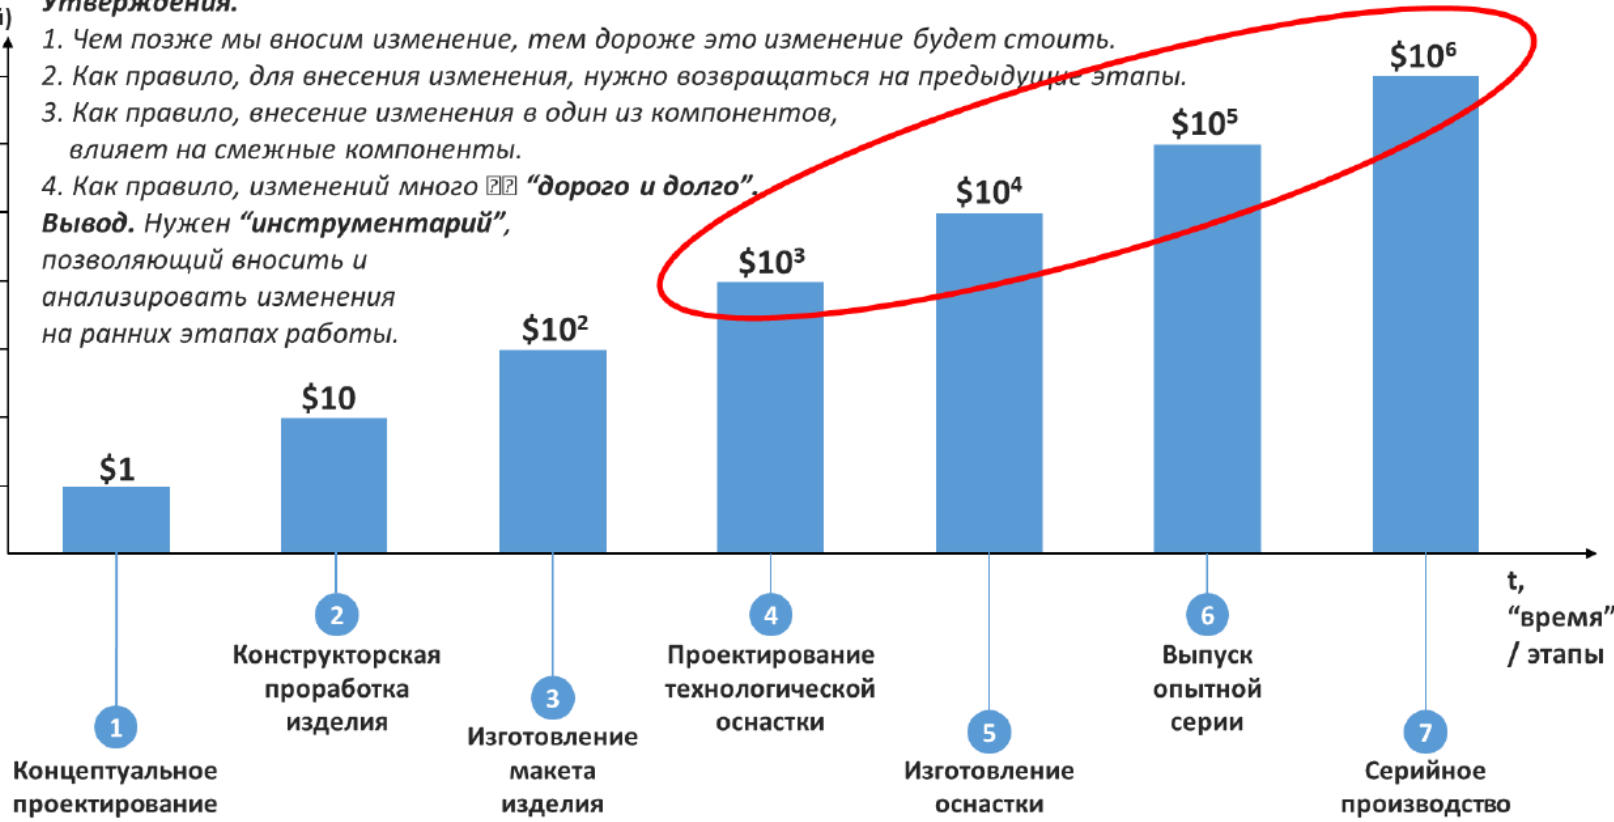 й)
Утверждения.
1. Чем позже мы вносим изменение, тем дороже это изменение будет стоить.
2. Как правило, для внесения изменения, нужно возвращаться на предыдущие этапы.
3. Как правило, внесение изменения в один из компонентов,
влияет на смежные компоненты.
4. Как правило, изменений много “дорого и долго”.
Вывод. Нужен “инструментарий”,
позволяющий вносить и
анализировать изменения
на ранних этапах работы.
$1
$10
$10²
$10³
$10⁴
$10⁵
$10⁶
t,
“время”
/ этапы
1
Концептуальное
проектирование
2
Конструкторская
проработка
изделия
3
Изготовление
макета
изделия
4
Проектирование
технологической
оснастки
5
Изготовление
оснастки
6
Выпуск
опытной
серии
7
Серийное
производство